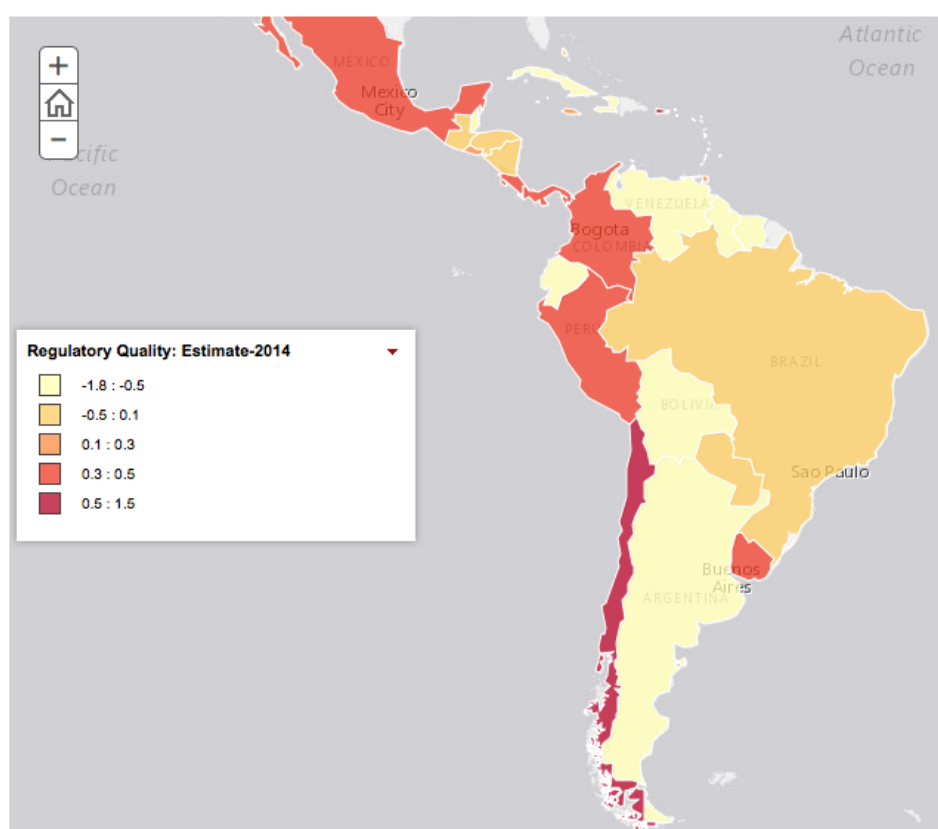 Atlantic
Ocean
+
−
MÉXICO
Mexico
City
Pacific
Ocean
VENEZUELA
Bogota
COLOMBIA
PERU
BRAZIL
BOLIVIA
Sao Paulo
Buenos
Aires
ARGENTINA
Regulatory Quality: Estimate-2014
-1.8 : -0.5
-0.5 : 0.1
0.1 : 0.3
0.3 : 0.5
0.5 : 1.5